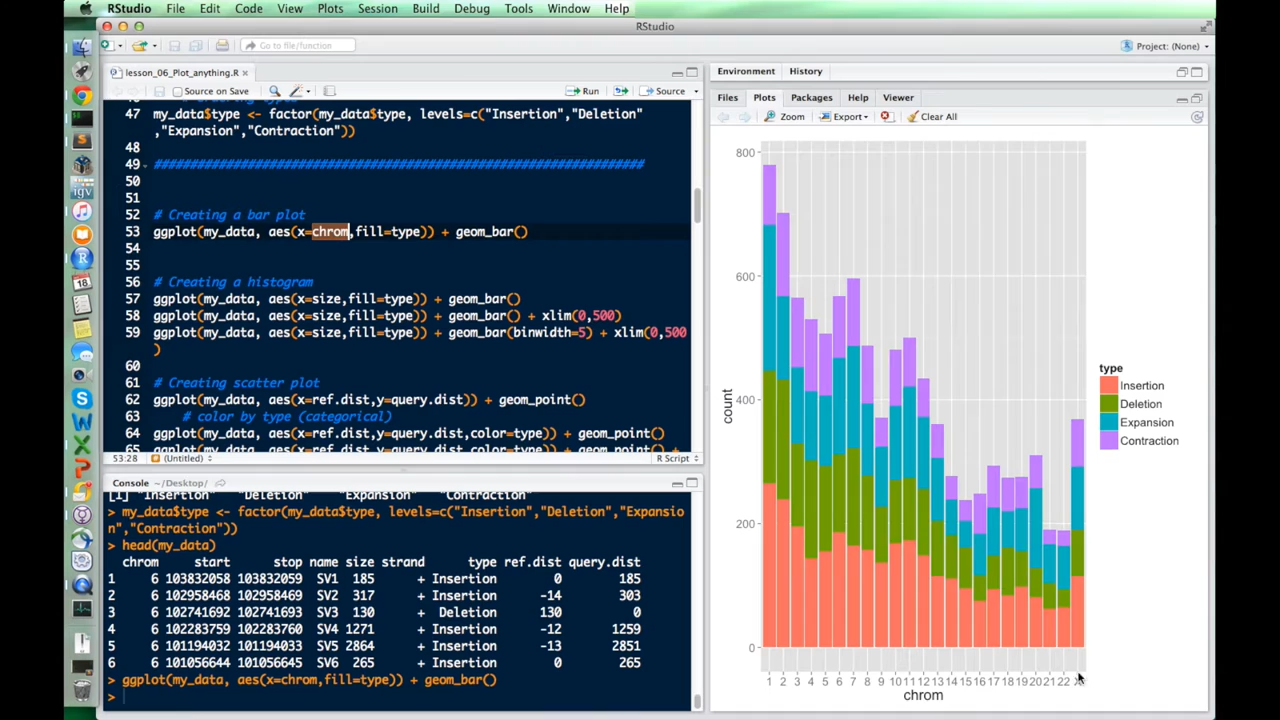 RStudio File Edit Code View Plots Session Build Debug Tools Window Help
RStudio
Go to file/function
Project: (None)
lesson_06_Plot_anything.R
Source on Save
Run
Source
47 my_data$type <- factor(my_data$type, levels=c("Insertion","Deletion"
,"Expansion","Contraction"))
48
49 ####################################################################
50
51
52 # Creating a bar plot
53 ggplot(my_data, aes(x=chrom,fill=type)) + geom_bar()
54
55
56 # Creating a histogram
57 ggplot(my_data, aes(x=size,fill=type)) + geom_bar()
58 ggplot(my_data, aes(x=size,fill=type)) + geom_bar() + xlim(0,500)
59 ggplot(my_data, aes(x=size,fill=type)) + geom_bar(binwidth=5) + xlim(0,500
)
60
61 # Creating scatter plot
62 ggplot(my_data, aes(x=ref.dist,y=query.dist)) + geom_point()
63 # color by type (categorical)
64 ggplot(my_data, aes(x=ref.dist,y=query.dist,color=type)) + geom_point()
65 ggplot(my_data, aes(x=ref.dist,y=query.dist,color=type)) + geom_point() +
53:28 (Untitled) R Script
Console ~/Desktop/
[1] "Insertion" "Deletion" "Expansion" "Contraction"
> my_data$type <- factor(my_data$type, levels=c("Insertion","Deletion","Expansio
n","Contraction"))
> head(my_data)
chrom start stop name size strand type ref.dist query.dist
1 6 103832058 103832059 SV1 185 + Insertion 0 185
2 6 102958468 102958469 SV2 317 + Insertion -14 303
3 6 102741692 102741693 SV3 130 + Deletion 130 0
4 6 102283759 102283760 SV4 1271 + Insertion -12 1259
5 6 101194032 101194033 SV5 2864 + Insertion -13 2851
6 6 101056644 101056645 SV6 265 + Insertion 0 265
> ggplot(my_data, aes(x=chrom,fill=type)) + geom_bar()
>
Environment History
Files Plots Packages Help Viewer
Zoom Export Clear All
800
600
400
200
0
count
1 2 3 4 5 6 7 8 9 10 11 12 13 14 15 16 17 18 19 20 21 22
chrom
type
Insertion
Deletion
Expansion
Contraction
igv
18